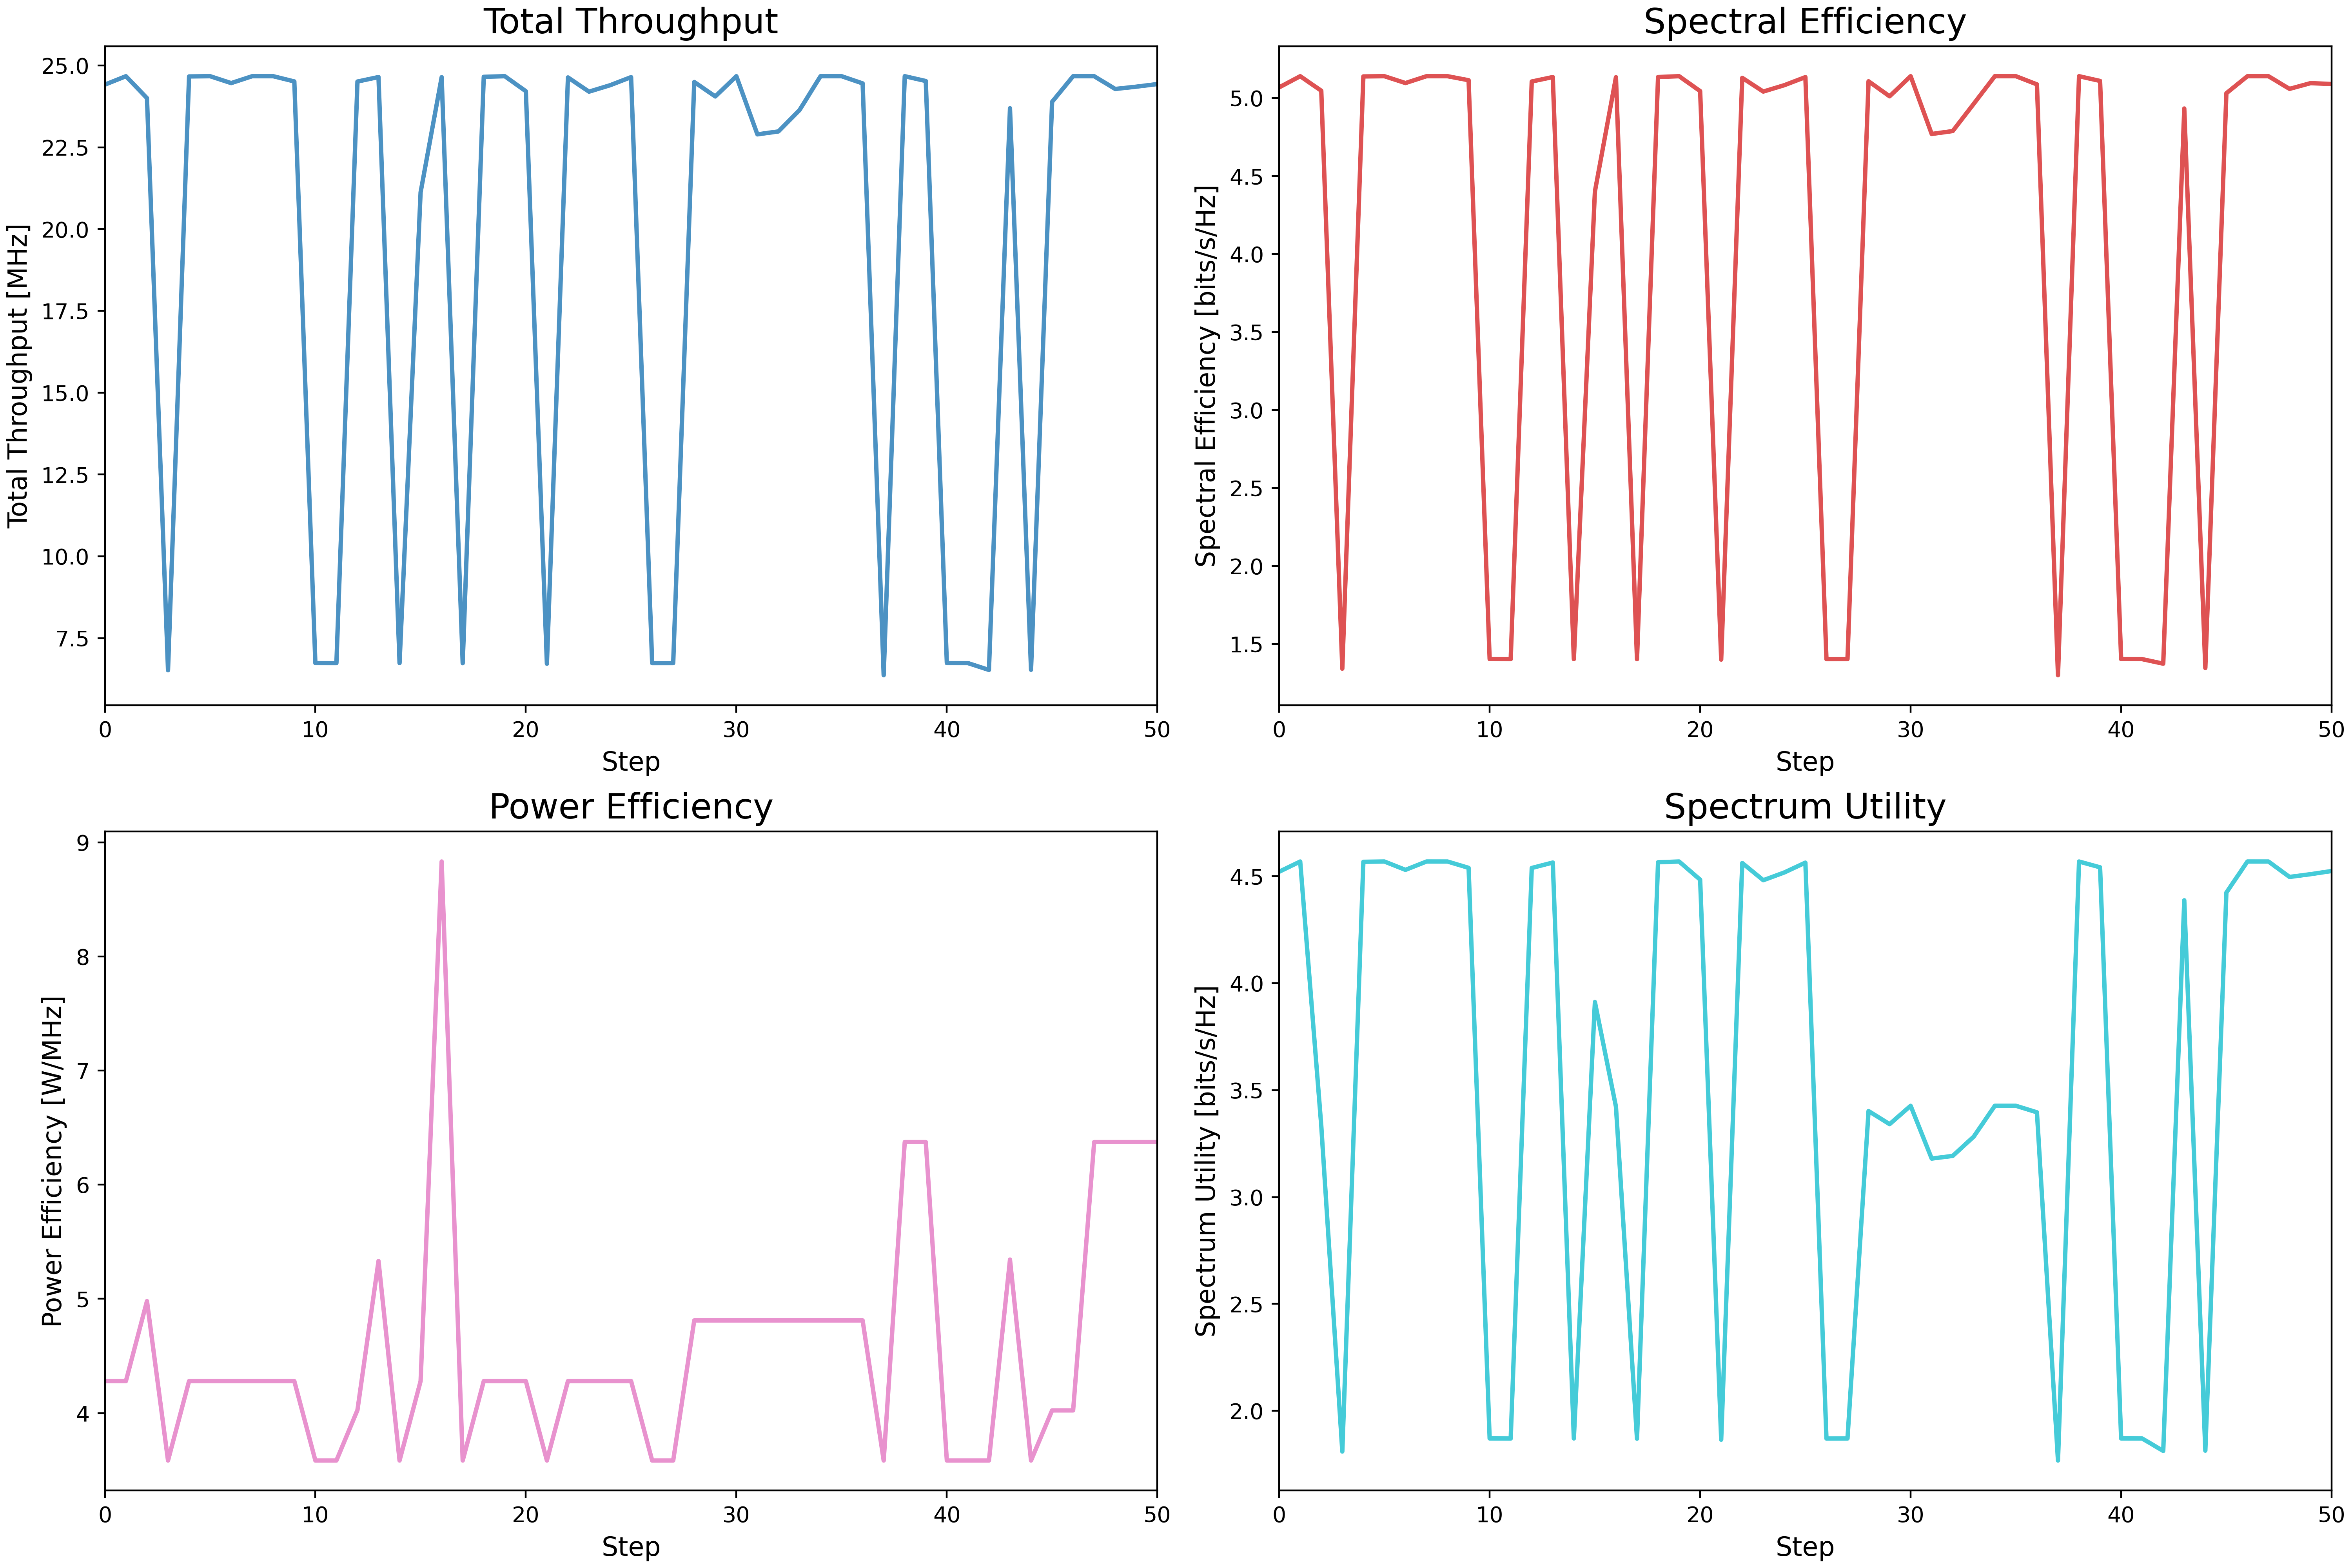 Total Throughput
Total Throughput [MHz]
25.0
22.5
20.0
17.5
15.0
12.5
10.0
7.5
0 10 20 30 40 50
Step
Spectral Efficiency
Spectral Efficiency [bits/s/Hz]
5.0
4.5
4.0
3.5
3.0
2.5
2.0
1.5
0 10 20 30 40 50
Step
Power Efficiency
Power Efficiency [W/MHz]
9
8
7
6
5
4
0 10 20 30 40 50
Step
Spectrum Utility
Spectrum Utility [bits/s/Hz]
4.5
4.0
3.5
3.0
2.5
2.0
0 10 20 30 40 50
Step